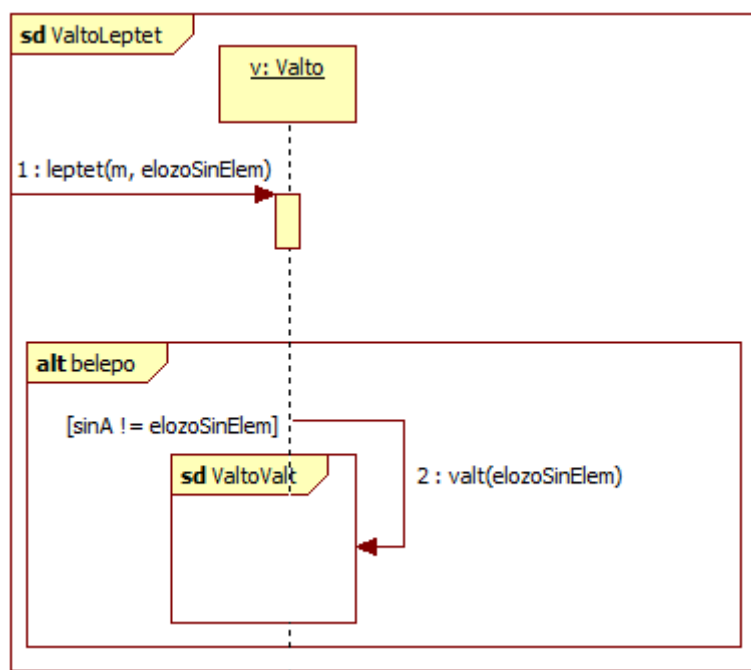 sd ValtoLeptet
v: Valto
1 : leptet(m, elozoSinElem)
alt belepo
[sinA != elozoSinElem]
sd ValtoValt
2 : valt(elozoSinElem)